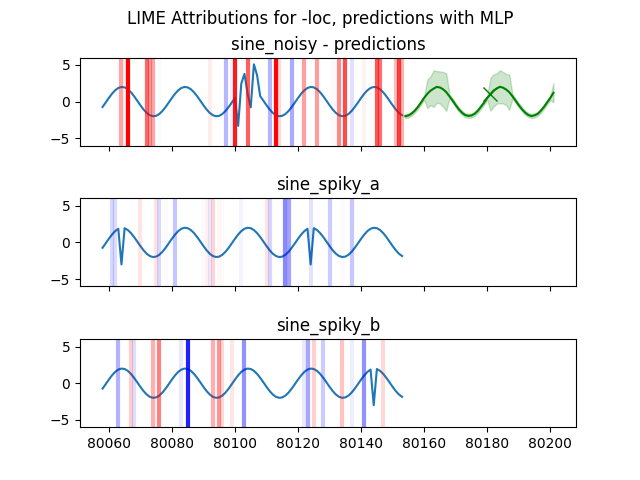 LIME Attributions for -loc, predictions with MLP
sine_noisy - predictions
5
0
−5
sine_spiky_a
5
0
−5
sine_spiky_b
5
0
−5
80060 80080 80100 80120 80140 80160 80180 80200